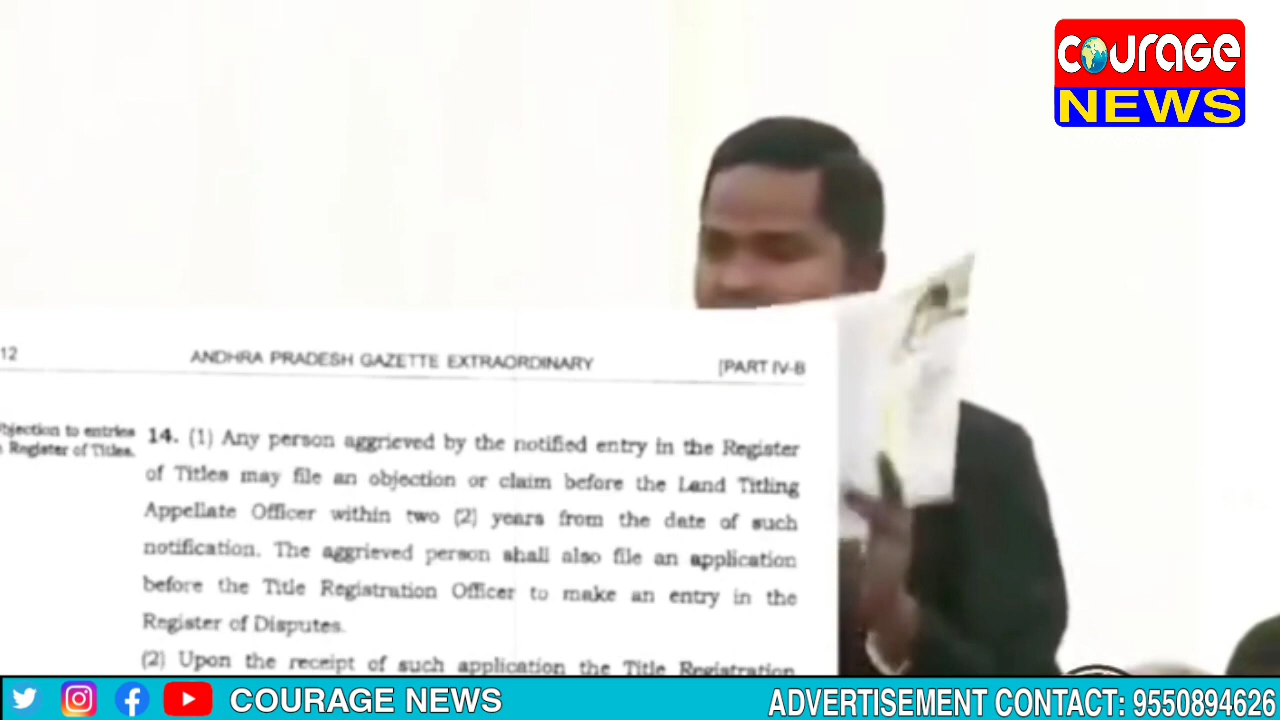 COURAGE
NEWS
12 ANDHRA PRADESH GAZETTE EXTRAORDINARY [PART IV-B
bjection to entries
Register of Titles.
14. (1) Any person aggrieved by the notified entry in the Register
of Titles may file an objection or claim before the Land Titling
Appellate Officer within two (2) years from the date of such
notification. The aggrieved person shall also file an application
before the Title Registration Officer to make an entry in the
Register of Disputes.
(2) Upon the receipt of such application the Title Registration
COURAGE NEWS
ADVERTISEMENT CONTACT: 9550894626